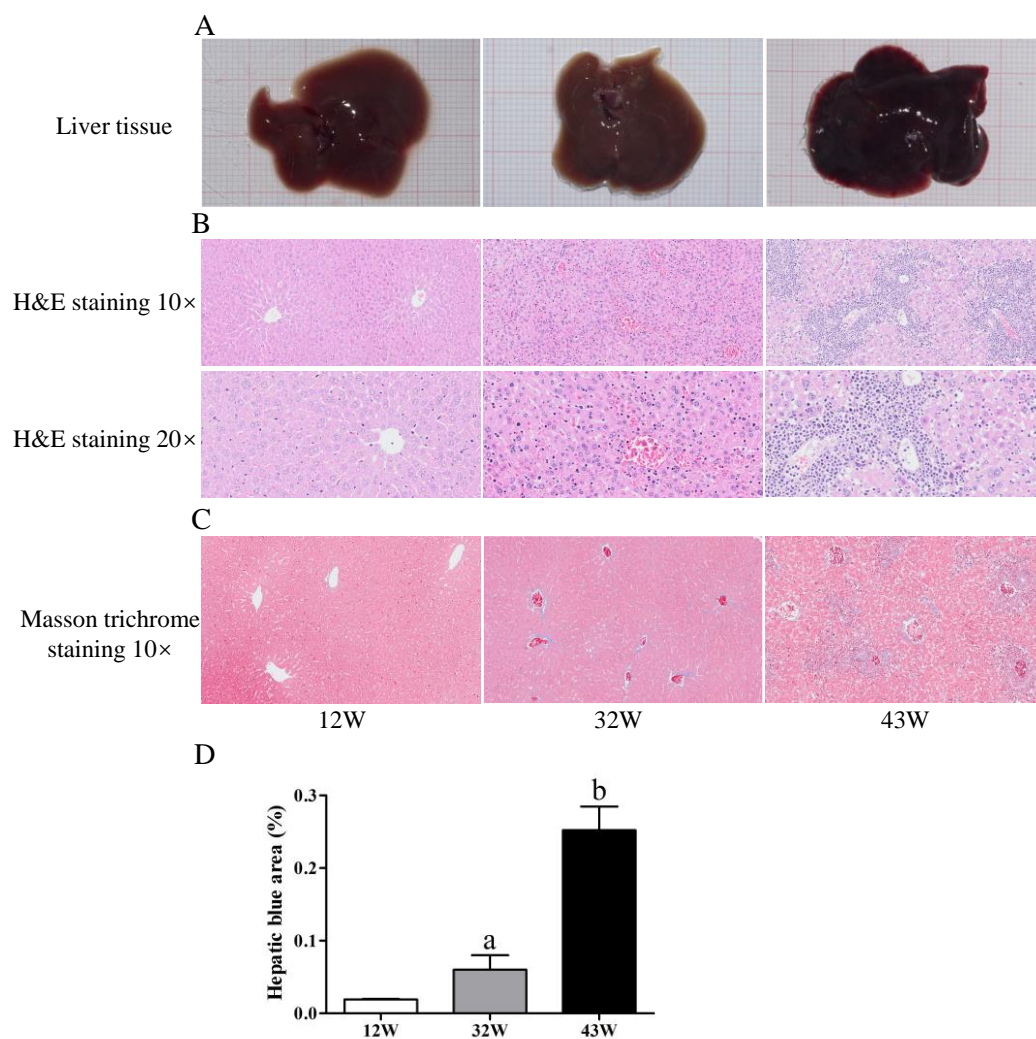 A
Liver tissue
B
H&E staining 10×
H&E staining 20×
C
Masson trichrome
staining 10×
12W
32W
43W
D
Hepatic blue area (%)
0.3
0.2
0.1
0.0
a
b
12W
32W
43W